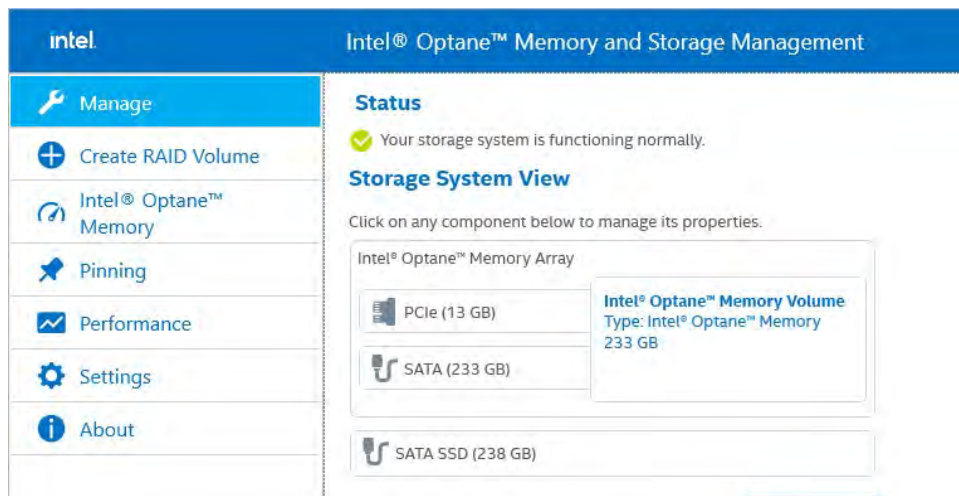 intel.
Intel® Optane™ Memory and Storage Management
Manage
Create RAID Volume
Intel® Optane™
Memory
Pinning
Performance
Settings
About
Status
Your storage system is functioning normally.
Storage System View
Click on any component below to manage its properties.
Intel® Optane™ Memory Array
PCIe (13 GB)
SATA (233 GB)
Intel® Optane™ Memory Volume
Type: Intel® Optane™ Memory
233 GB
SATA SSD (238 GB)